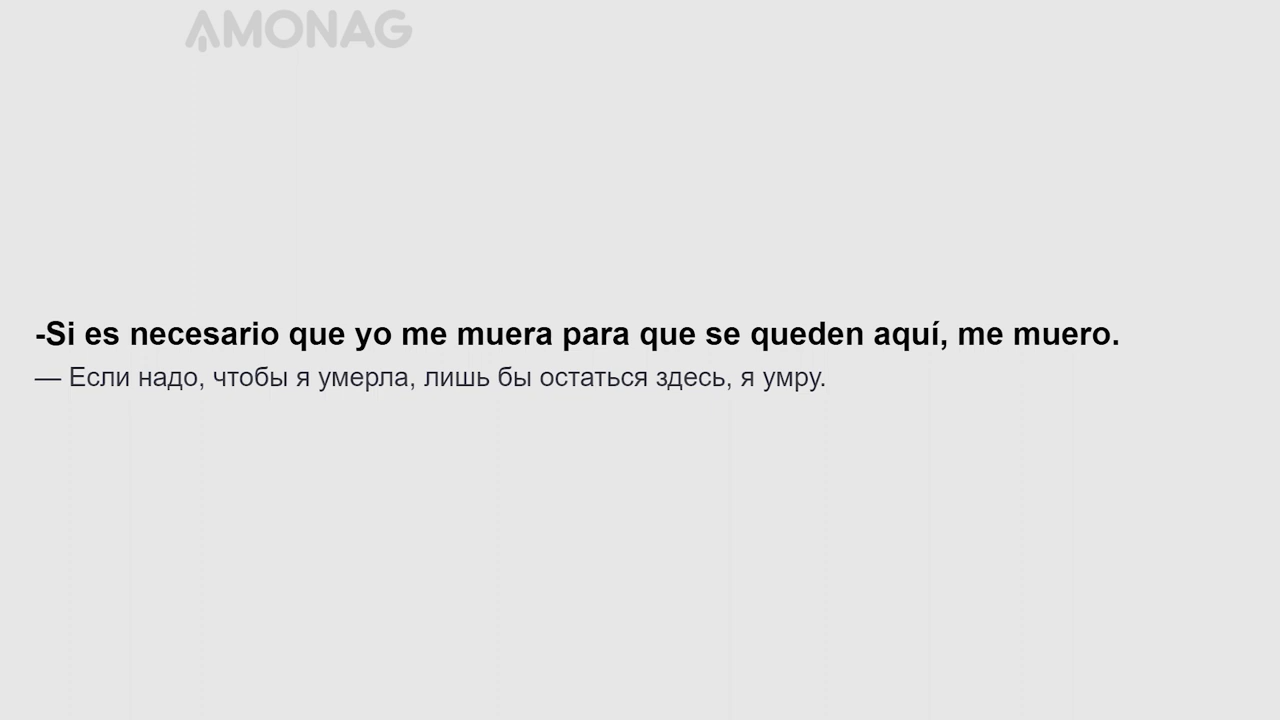 AMONAG
-Si es necesario que yo me muera para que se queden aquí, me muero.
— Если надо, чтобы я умерла, лишь бы остаться здесь, я умру.